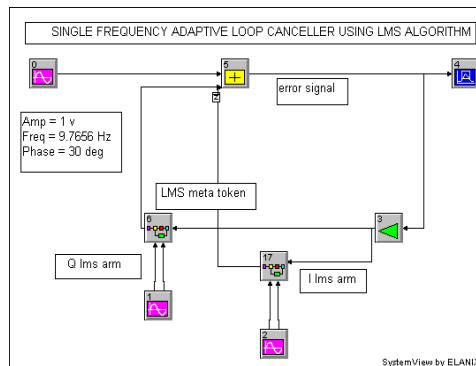 SINGLE FREQUENCY ADAPTIVE LOOP CANCELLER USING LMS ALGORITHM
0
5
4
error signal
Amp = 1 v
Freq = 9.7656 Hz
Phase = 30 deg
LMS meta token
6
3
Q lms arm
17
I lms arm
1
2
SystemView by ELANIX